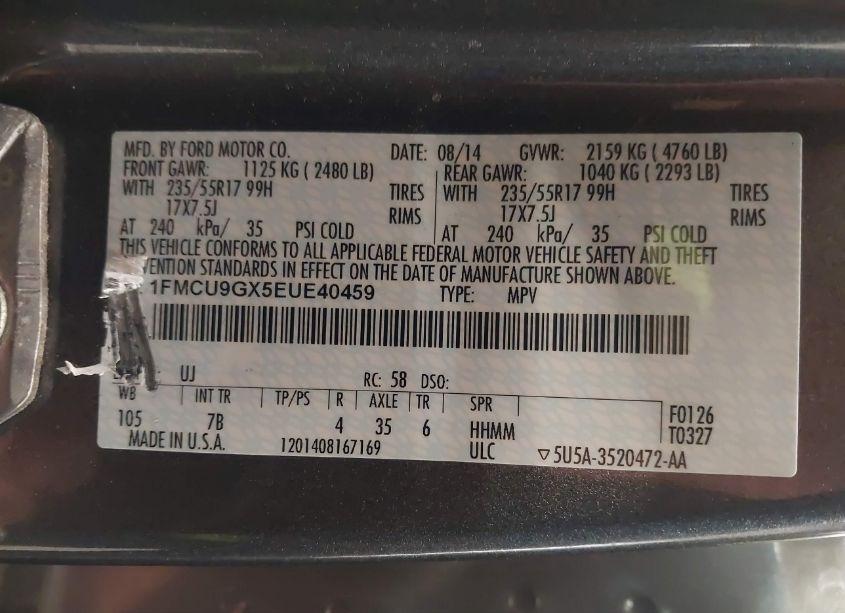 MFD. BY FORD MOTOR CO. DATE: 08/14 GVWR: 2159 KG ( 4760 LB)
FRONT GAWR: 1125 KG ( 2480 LB) REAR GAWR: 1040 KG ( 2293 LB)
WITH 235/55R17 99H TIRES WITH 235/55R17 99H TIRES
17X7.5J RIMS 17X7.5J RIMS
AT 240 kPa/ 35 PSI COLD AT 240 kPa/ 35 PSI COLD
THIS VEHICLE CONFORMS TO ALL APPLICABLE FEDERAL MOTOR VEHICLE SAFETY AND THEFT
VENTION STANDARDS IN EFFECT ON THE DATE OF MANUFACTURE SHOWN ABOVE.
1FMCU9GX5EUE40459 TYPE: MPV
UJ RC: 58 DSO:
WB INT TR TP/PS R AXLE TR SPR
105 7B 4 35 6 HHMM F0126
ULC T0327
MADE IN U.S.A. 1201408167169 ▽5U5A-3520472-AA